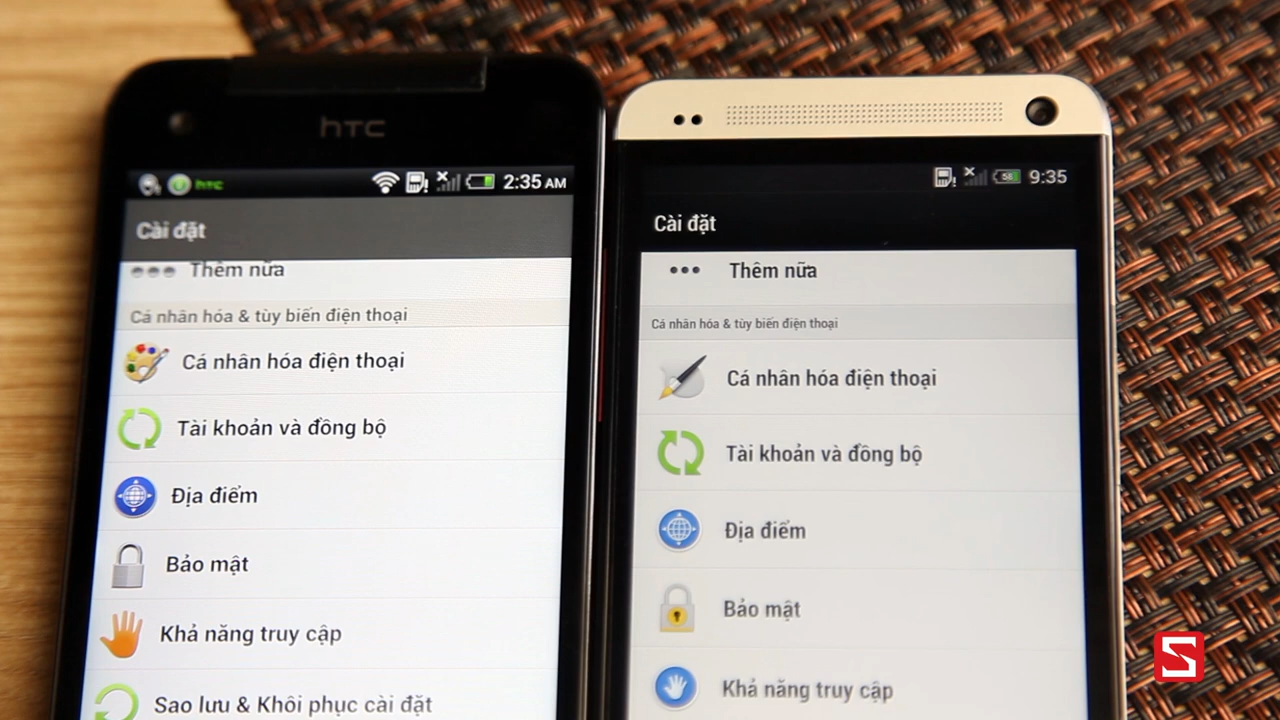 hTC
htc
2:35 AM
Cài đặt
Thêm nữa
Cá nhân hóa & tùy biến điện thoại
Cá nhân hóa điện thoại
Tài khoản và đồng bộ
Địa điểm
Bảo mật
Khả năng truy cập
Sao lưu & Khôi phục cài đặt
58
9:35
Cài đặt
Thêm nữa
Cá nhân hóa & tùy biến điện thoại
Cá nhân hóa điện thoại
Tài khoản và đồng bộ
Địa điểm
Bảo mật
Khả năng truy cập
S